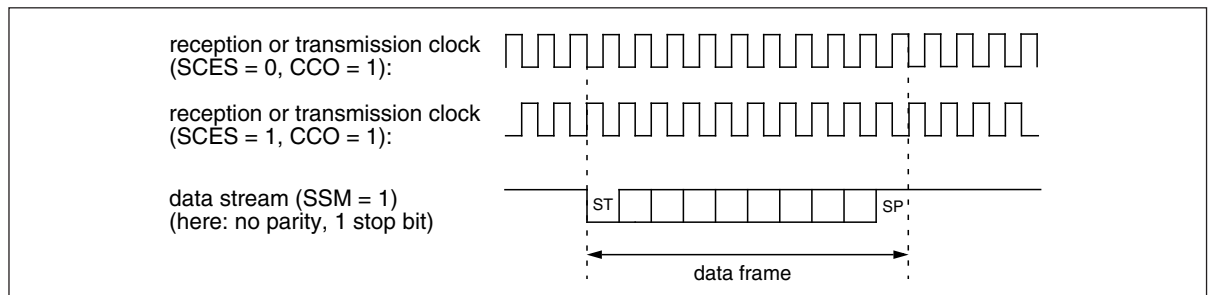 reception or transmission clock
(SCES = 0, CCO = 1):
reception or transmission clock
(SCES = 1, CCO = 1):
data stream (SSM = 1)
(here: no parity, 1 stop bit)
ST
SP
data frame